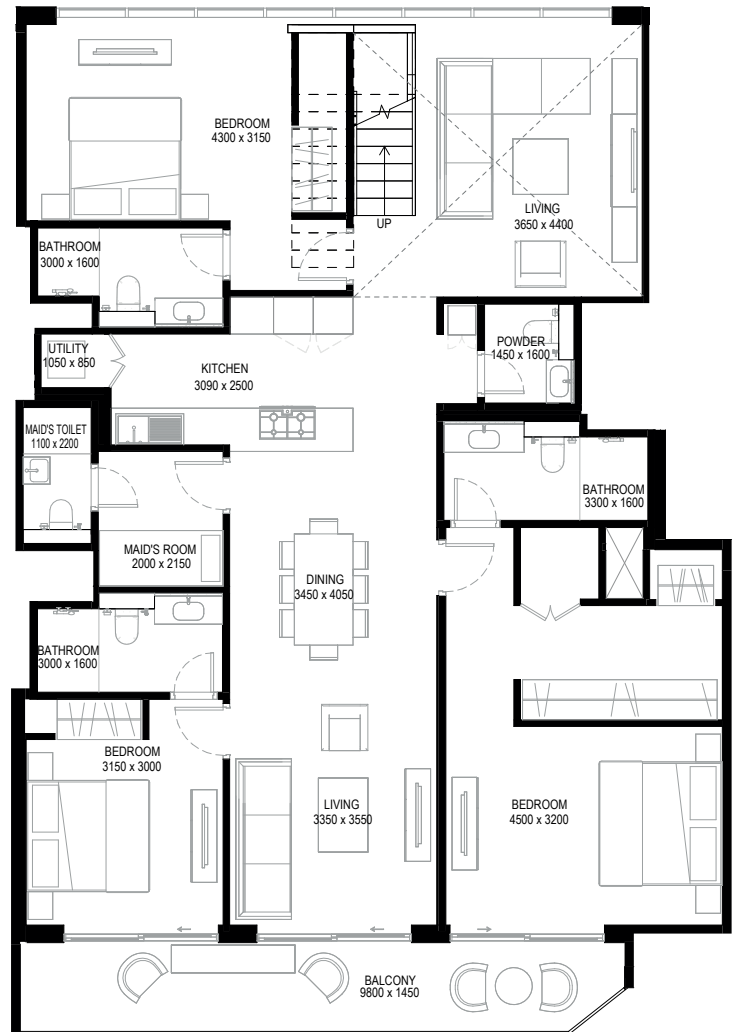 BEDROOM
4300 x 3150
UP
LIVING
3650 x 4400
BATHROOM
3000 x 1600
UTILITY
1050 x 850
KITCHEN
3090 x 2500
POWDER
1450 x 1600
MAID'S TOILET
1100 x 2200
BATHROOM
3300 x 1600
MAID'S ROOM
2000 x 2150
DINING
3450 x 4050
BATHROOM
3000 x 1600
BEDROOM
3150 x 3000
LIVING
3350 x 3550
BEDROOM
4500 x 3200
BALCONY
9800 x 1450